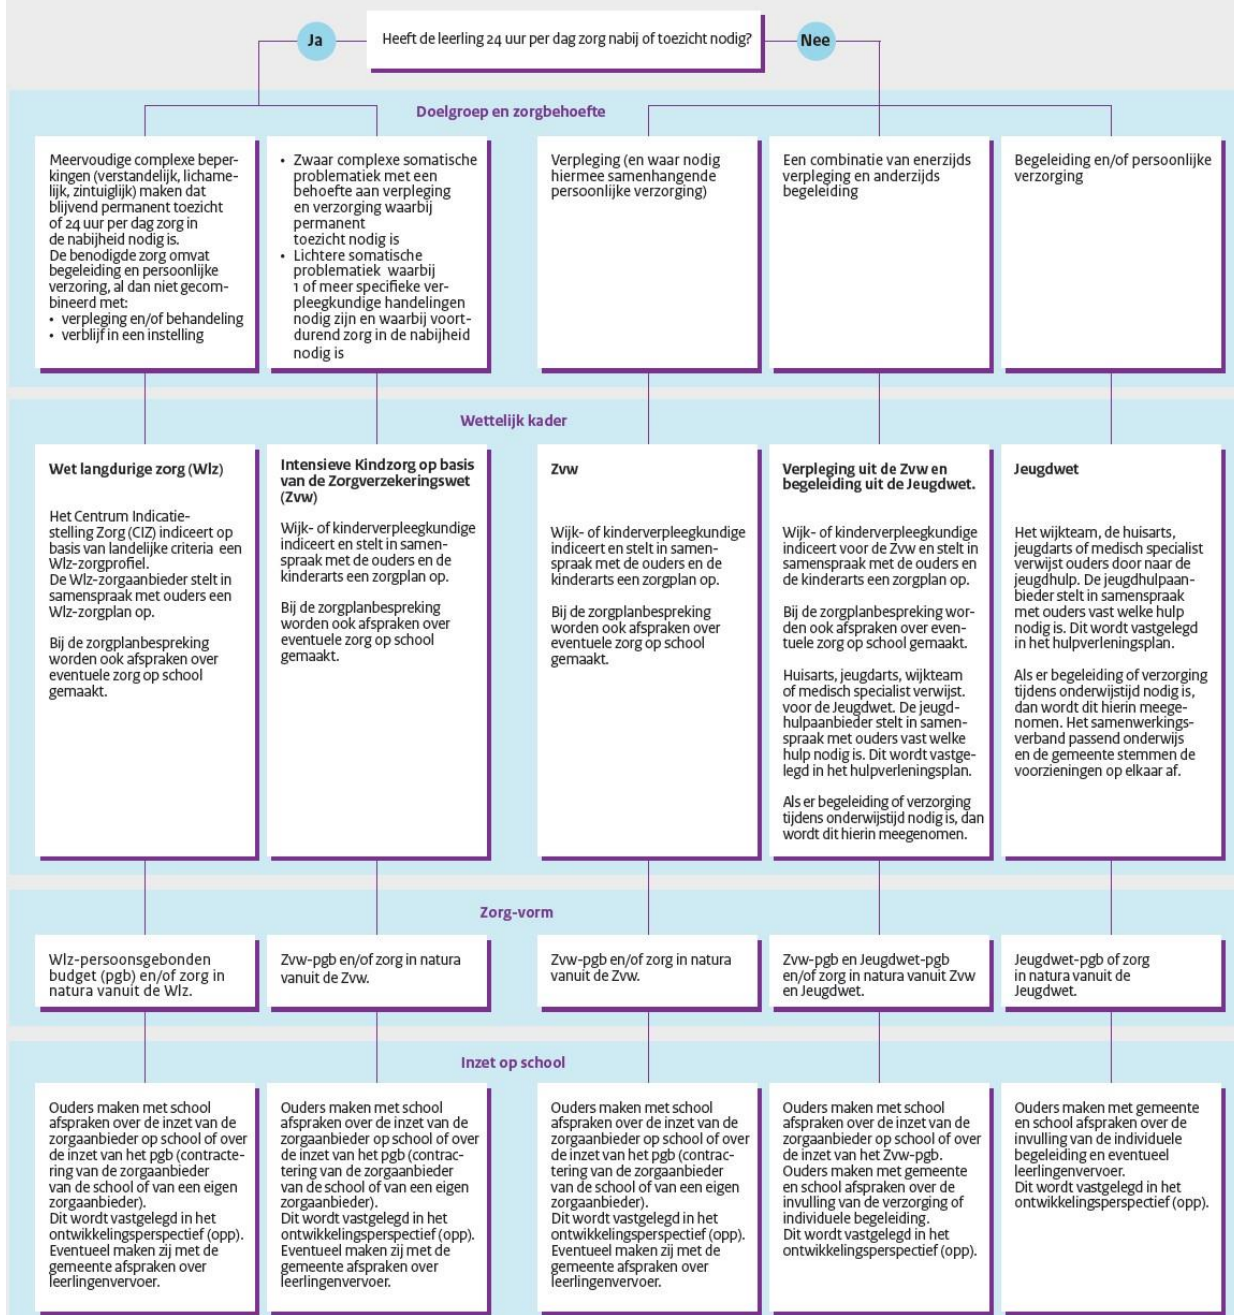 Ja
Heeft de leerling 24 uur per dag zorg nabij of toezicht nodig?
Nee
Doelgroep en zorgbehoefte
Meervoudige complexe beper-
kingen (verstandelijk, lichame-
lijk, zintuiglijk) maken dat
blijvend permanent toezicht
of 24 uur per dag zorg in
de nabijheid nodig is.
De benodigde zorg omvat
begeleiding en persoonlijke
verzoring, al dan niet gecom-
bineerd met:
• verpleging en/of behandeling
• verblijf in een instelling
• Zwaar complexe somatische
problematiek met een
behoefte aan verpleging
en verzorging waarbij
permanent
toezicht nodig is
• Lichtere somatische
problematiek waarbij
1 of meer specifieke ver-
pleegkundige handelingen
nodig zijn en waarbij voort-
durend zorg in de nabijheid
nodig is
Verpleging (en waar nodig
hiermee samenhangende
persoonlijke verzorging)
Een combinatie van enerzijds
verpleging en anderzijds
begeleiding
Begeleiding en/of persoonlijke
verzorging
Wettelijk kader
Wet langdurige zorg (Wlz)
Het Centrum Indicatie-
stelling Zorg (CIZ) indiceert op
basis van landelijke criteria een
Wlz-zorgprofiel.
De Wlz-zorgaanbieder stelt in
samenspraak met ouders een
Wlz-zorgplan op.
Bij de zorgplanbespreking
worden ook afspraken over
eventuele zorg op school
gemaakt.
Intensieve Kindzorg op basis
van de Zorgverzekeringswet
(Zvw)
Wijk- of kinderverpleegkundige
indiceert en stelt in samen-
spraak met de ouders en de
kinderarts een zorgplan op.
Bij de zorgplanbespreking
worden ook afspraken over
eventuele zorg op school
gemaakt.
Zvw
Wijk- of kinderverpleegkundige
indiceert en stelt in samen-
spraak met de ouders en de
kinderarts een zorgplan op.
Bij de zorgplanbespreking
worden ook afspraken over
eventuele zorg op school
gemaakt.
Verpleging uit de Zvw en
begeleiding uit de Jeugdwet.
Wijk- of kinderverpleegkundige
indiceert voor de Zvw en stelt in
samenspraak met de ouders en
de kinderarts een zorgplan op.
Bij de zorgplanbespreking wor-
den ook afspraken over even-
tuele zorg op school gemaakt.
Huisarts, jeugdarts, wijkteam
of medisch specialist verwijst.
voor de Jeugdwet. De jeugd-
hulpaanbieder stelt in samen-
spraak met ouders vast welke
hulp nodig is. Dit wordt vastge-
legd in het hulpverleningsplan.
Als er begeleiding of verzorging
tijdens onderwijstijd nodig is, dan
wordt dit hierin meegenomen.
Jeugdwet
Het wijkteam, de huisarts,
jeugdarts of medisch specialist
verwijst ouders door naar de
jeugdhulp. De jeugdhulpaan-
bieder stelt in samenspraak
met ouders vast welke hulp
nodig is. Dit wordt vastgelegd
in het hulpverleningsplan.
Als er begeleiding of verzorging
tijdens onderwijstijd nodig is,
dan wordt dit hierin meege-
nomen. Het samenwerkings-
verband passend onderwijs
en de gemeente stemmen de
voorzieningen op elkaar af.
Zorg-vorm
Wlz-persoonsgebonden
budget (pgb) en/of zorg in
natura vanuit de Wlz.
Zvw-pgb en/of zorg in natura
vanuit de Zvw.
Zvw-pgb en/of zorg in natura
vanuit de Zvw.
Zvw-pgb en Jeugdwet-pgb
en/of zorg in natura vanuit Zvw
en Jeugdwet.
Jeugdwet-pgb of zorg
in natura vanuit de
Jeugdwet.
Inzet op school
Ouders maken met school
afspraken over de inzet van de
zorgaanbieder op school of over
de inzet van het pgb (contracte-
ring van de zorgaanbieder
van de school of van een eigen
zorgaanbieder).
Dit wordt vastgelegd in het
ontwikkelingsperspectief (opp).
Eventueel maken zij met de
gemeente afspraken over
leerlingenvervoer.
Ouders maken met school
afspraken over de inzet van de
zorgaanbieder op school of over
de inzet van het pgb (contrac-
tering van de zorgaanbieder
van de school of van een eigen
zorgaanbieder).
Dit wordt vastgelegd in het
ontwikkelingsperspectief (opp).
Eventueel maken zij met de
gemeente afspraken over
leerlingenvervoer.
Ouders maken met school
afspraken over de inzet van de
zorgaanbieder op school of over
de inzet van het pgb (contrac-
tering van de zorgaanbieder
van de school of van een eigen
zorgaanbieder).
Dit wordt vastgelegd in het
ontwikkelingsperspectief (opp).
Eventueel maken zij met de
gemeente afspraken over
leerlingenvervoer.
Ouders maken met school
afspraken over de inzet van de
zorgaanbieder op school of over
de inzet van het Zvw-pgb.
Ouders maken met gemeente
en school afspraken over de
invulling van de verzorging of
individuele begeleiding.
Dit wordt vastgelegd in het
ontwikkelingsperspectief (opp).
Ouders maken met gemeente
en school afspraken over de
invulling van de individuele
begeleiding en eventueel
leerlingenvervoer.
Dit wordt vastgelegd in het
ontwikkelingsperspectief (opp).